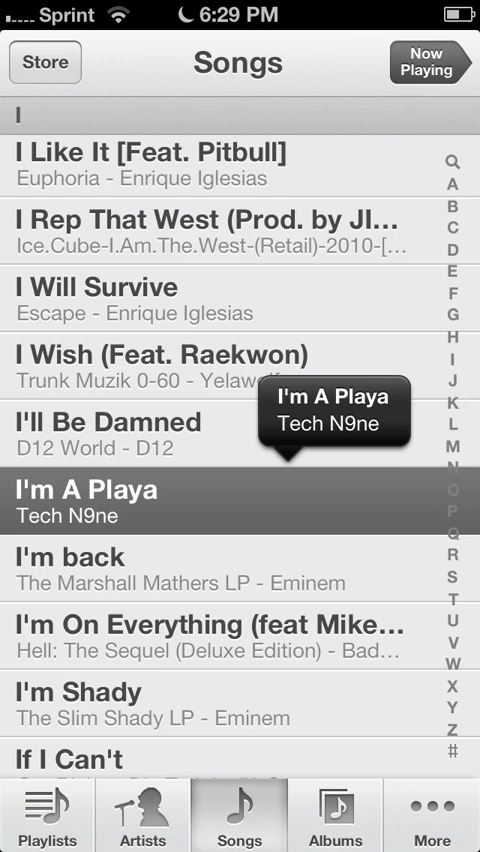 Sprint 6:29 PM
Store Songs Now Playing
I
I Like It [Feat. Pitbull]
Euphoria - Enrique Iglesias
I Rep That West (Prod. by JI...
Ice.Cube-I.Am.The.West-(Retail)-2010-[...
I Will Survive
Escape - Enrique Iglesias
I Wish (Feat. Raekwon)
Trunk Muzik 0-60 -
I'm A Playa
Tech N9ne
I'll Be Damned
D12 World - D12
I'm A Playa
Tech N9ne
I'm back
The Marshall Mathers LP - Eminem
I'm On Everything (feat Mike...
Hell: The Sequel (Deluxe Edition) - Bad...
I'm Shady
The Slim Shady LP - Eminem
If I Can't
A
B
C
D
E
F
G
H
I
J
K
L
M
N
O
P
Q
R
S
T
U
V
W
X
Y
Z
#
Playlists Artists Songs Albums More